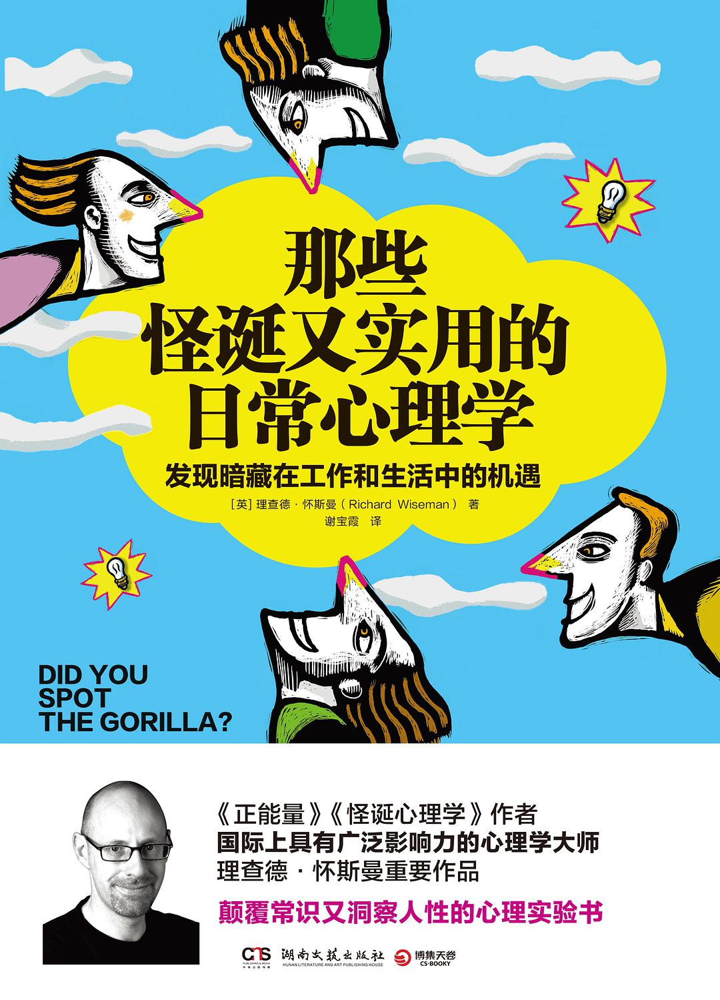 那些
怪诞又实用的
日常心理学
发现暗藏在工作和生活中的机遇
[英] 理查德·怀斯曼（Richard Wiseman） 著
谢宝霞 译
DID YOU
SPOT
THE GORILLA?
《正能量》《怪诞心理学》作者
国际上具有广泛影响力的心理学大师
理查德·怀斯曼重要作品
颠覆常识又洞察人性的心理实验书
CNS
PUBLISHING & MEDIA
中南出版传媒
湖南文艺出版社
HUNAN LITERATURE AND ART PUBLISHING HOUSE
博集天卷
CS-BOOKY